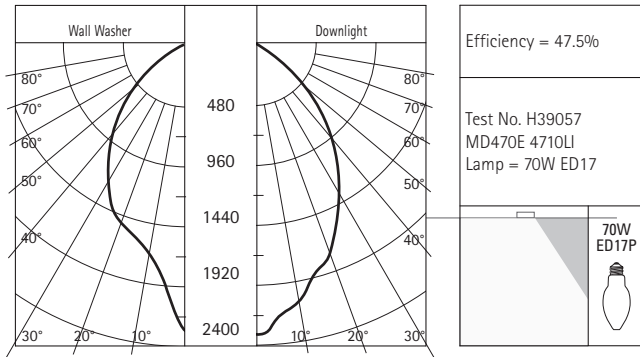 Wall Washer
80°
70°
60°
50°
40°
30°
20°
10°
480
960
1440
1920
2400
Downlight
80°
70°
60°
50°
40°
10°
20°
30°
Efficiency = 47.5%
Test No. H39057
MD470E 4710LI
Lamp = 70W ED17
70W
ED17P